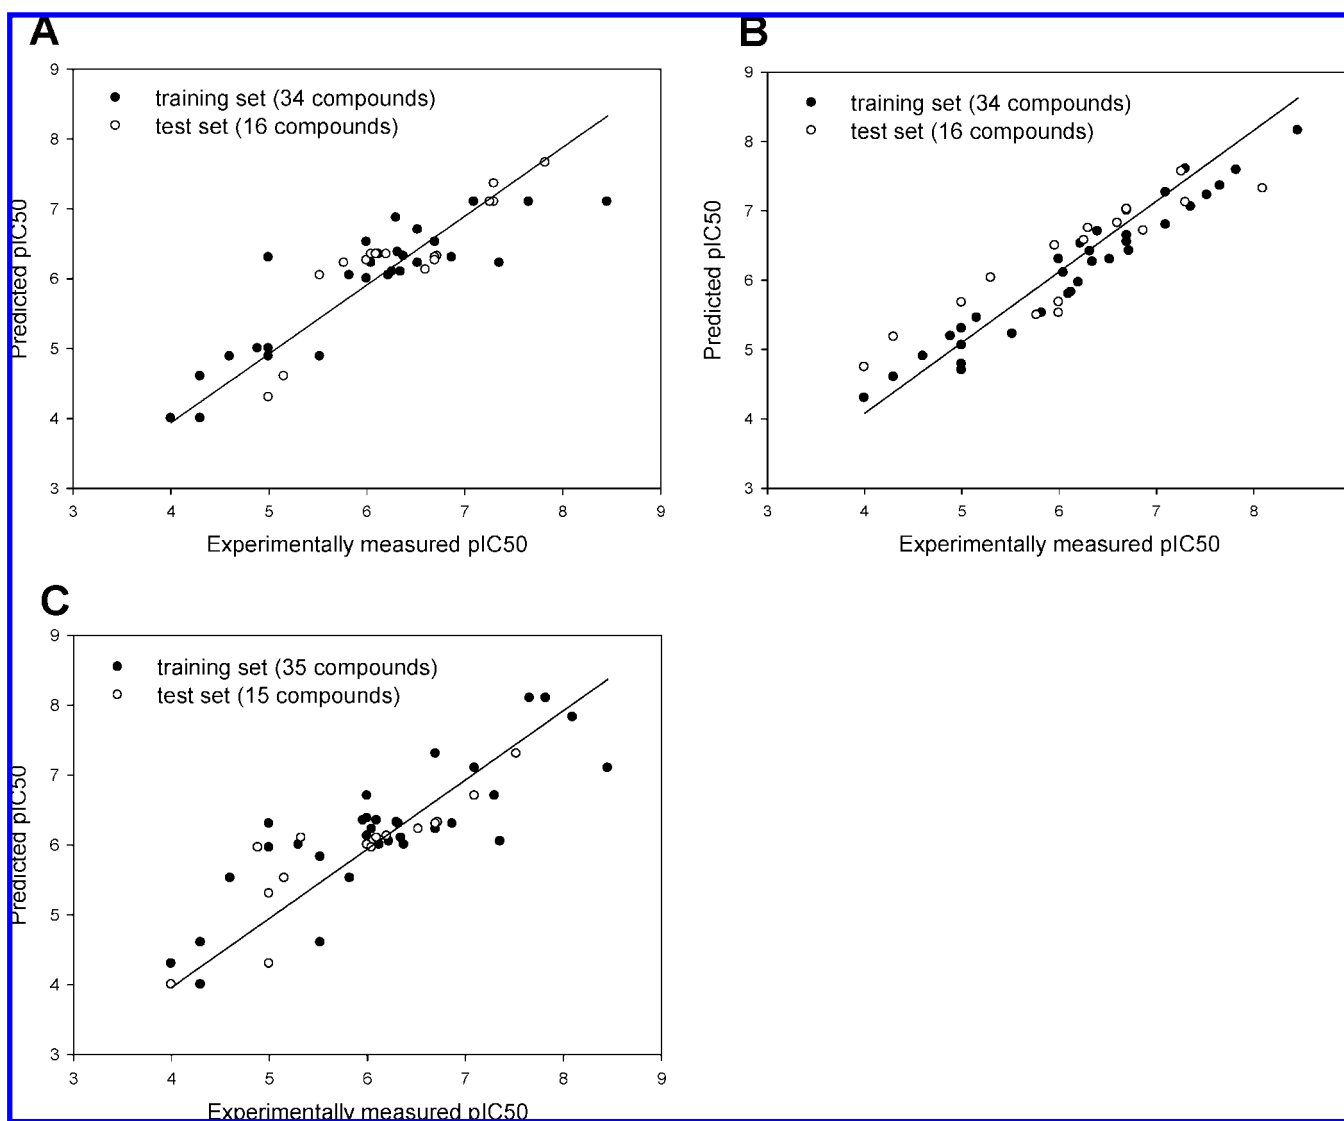 A
9
training set (34 compounds)
test set (16 compounds)
8
7
6
5
4
3
Predicted pIC50
3 4 5 6 7 8 9
Experimentally measured pIC50
B
9
training set (34 compounds)
test set (16 compounds)
8
7
6
5
4
3
Predicted pIC50
3 4 5 6 7 8
Experimentally measured pIC50
C
9
training set (35 compounds)
test set (15 compounds)
8
7
6
5
4
3
Predicted pIC50
3 4 5 6 7 8 9
Experimentally measured pIC50